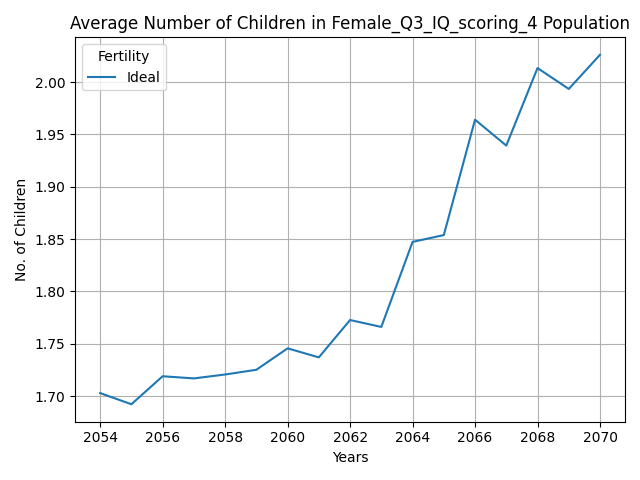 Average Number of Children in Female_Q3_IQ_scoring_4 Population
Fertility
Ideal
No. of Children
2.00
1.95
1.90
1.85
1.80
1.75
1.70
2054 2056 2058 2060 2062 2064 2066 2068 2070
Years